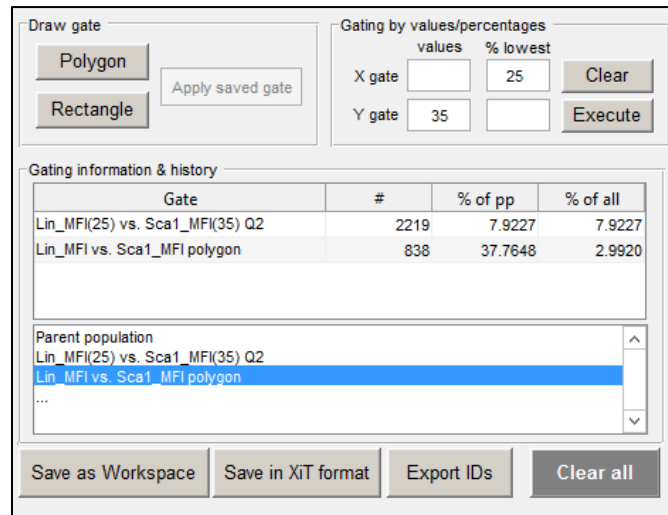 Draw gate
Polygon
Rectangle
Apply saved gate
Gating by values/percentages
values % lowest
X gate 25 Clear
Y gate 35 Execute
Gating information & history
Gate # % of pp % of all
Lin_MFI(25) vs. Sca1_MFI(35) Q2 2219 7.9227 7.9227
Lin_MFI vs. Sca1_MFI polygon 838 37.7648 2.9920
Parent population
Lin_MFI(25) vs. Sca1_MFI(35) Q2
Lin_MFI vs. Sca1_MFI polygon
...
Save as Workspace Save in XiT format Export IDs Clear all